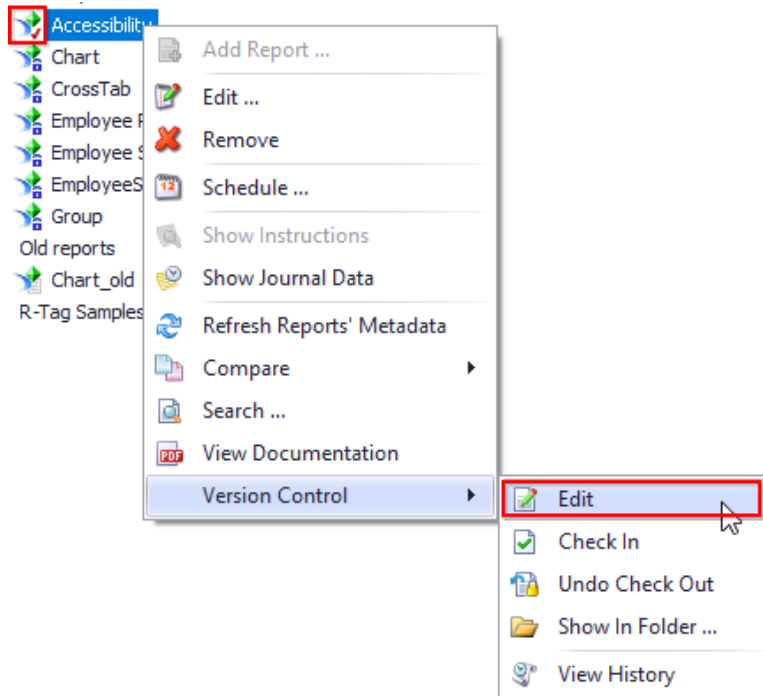 Accessibility
Chart
CrossTab
Employee
Employee
EmployeeS
Group
Old reports
Chart_old
R-Tag Samples
Add Report ...
Edit ...
Remove
12
Schedule ...
Show Instructions
Show Journal Data
Refresh Reports' Metadata
Compare
Search ...
PDF
View Documentation
Version Control
Edit
Check In
Undo Check Out
Show In Folder ...
View History